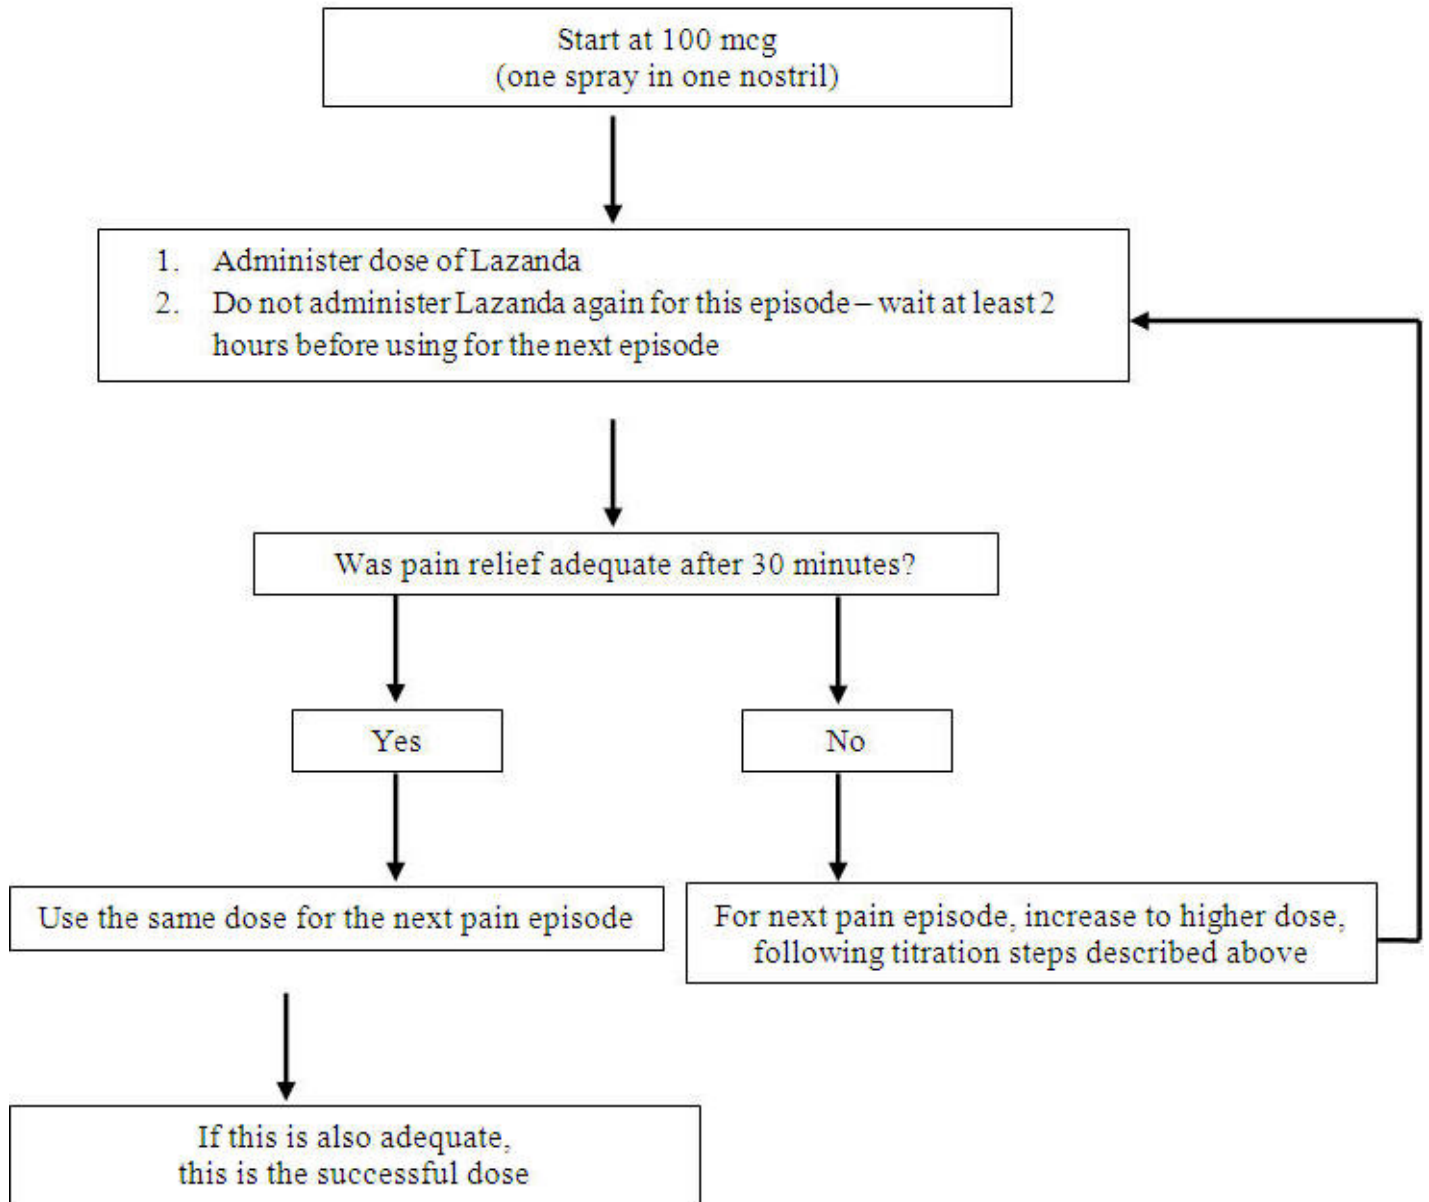 Start at 100 mcg
(one spray in one nostril)
1. Administer dose of Lazanda
2. Do not administer Lazanda again for this episode – wait at least 2
hours before using for the next episode
Was pain relief adequate after 30 minutes?
Yes
No
Use the same dose for the next pain episode
For next pain episode, increase to higher dose,
following titration steps described above
If this is also adequate,
this is the successful dose